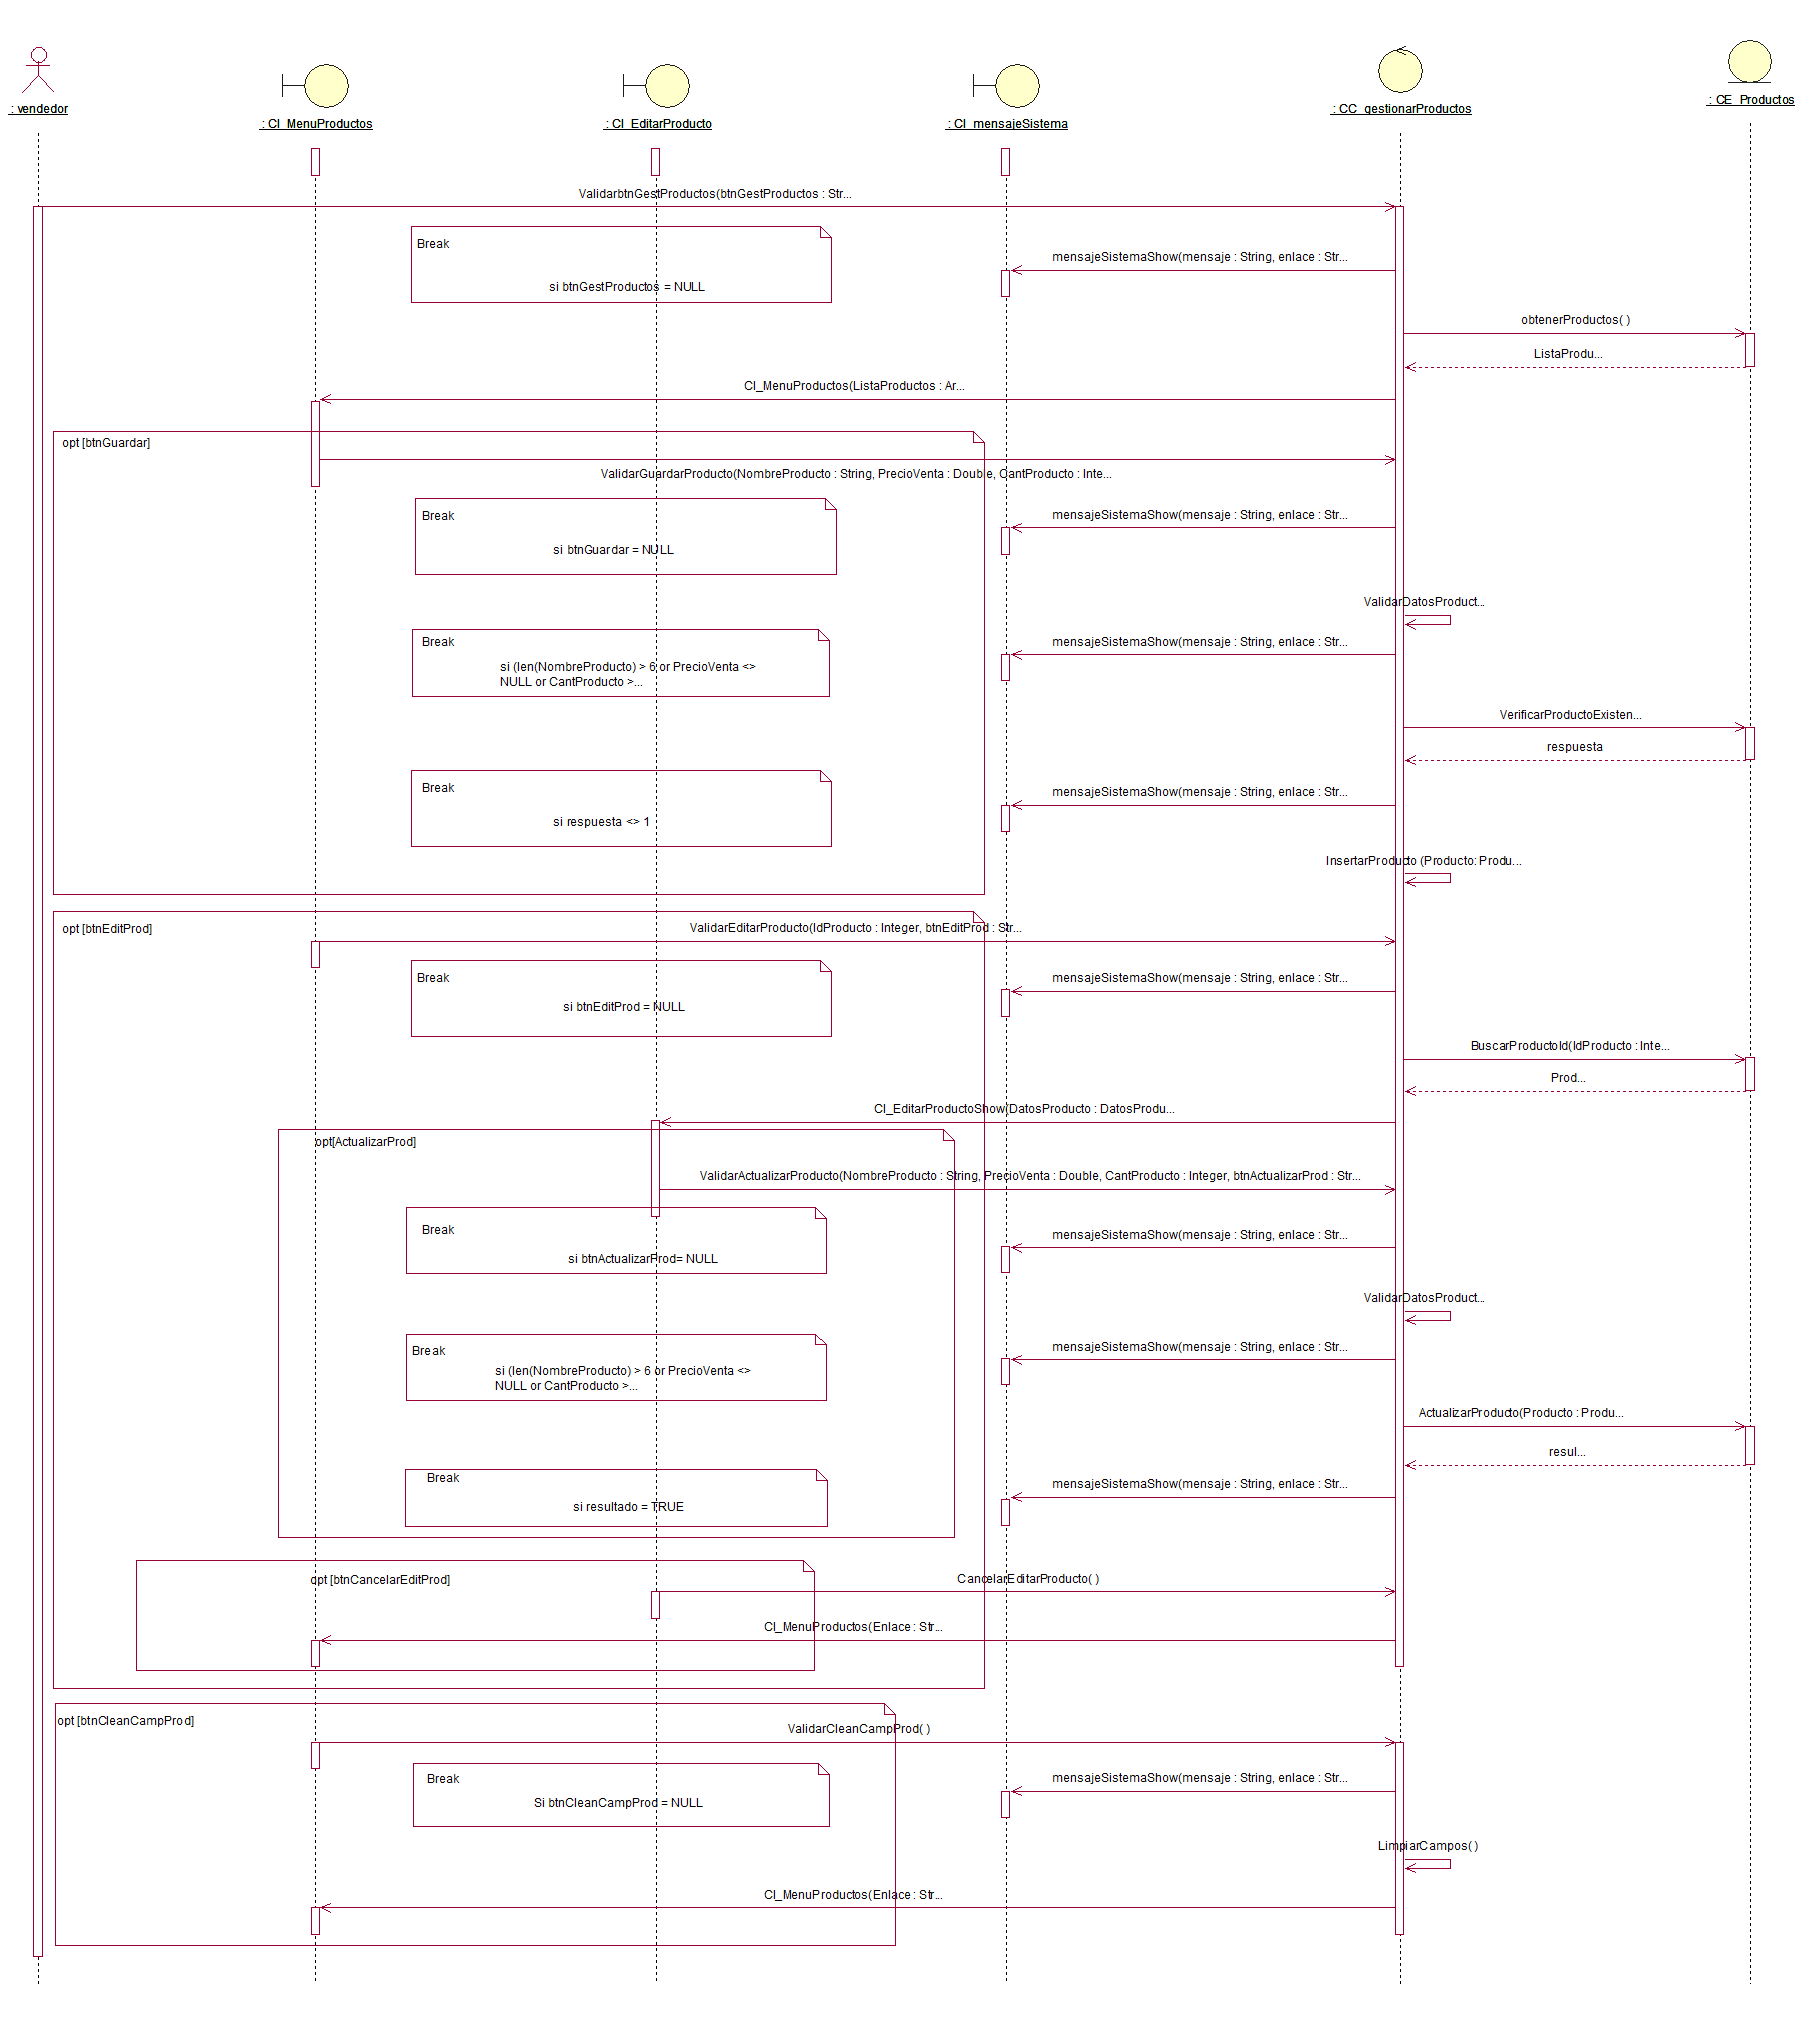 : vendedor
: CI_MenuProductos
: CI_EditarProducto
: CI_mensajeSistema
: CC_gestionarProductos
: CE_Productos
ValidarbtnGestProductos(btnGestProductos : Str...
Break
si btnGestProductos = NULL
mensajeSistemaShow(mensaje : String, enlace : Str...
obtenerProductos( )
ListaProdu...
CI_MenuProductos(ListaProductos : Ar...
opt [btnGuardar]
ValidarGuardarProducto(NombreProducto : String, PrecioVenta : Double, CantProducto : Inte...
Break
si btnGuardar = NULL
mensajeSistemaShow(mensaje : String, enlace : Str...
ValidarDatosProduct...
Break
si (len(NombreProducto) > 6 or PrecioVenta <>
NULL or CantProducto >...
mensajeSistemaShow(mensaje : String, enlace : Str...
VerificarProductoExisten...
respuesta
Break
si respuesta <> 1
mensajeSistemaShow(mensaje : String, enlace : Str...
InsertarProducto (Producto: Produ...
opt [btnEditProd]
ValidarEditarProducto(IdProducto : Integer, btnEditProd : Str...
Break
si btnEditProd = NULL
mensajeSistemaShow(mensaje : String, enlace : Str...
BuscarProductoId(IdProducto : Inte...
Prod...
CI_EditarProductoShow(DatosProducto : DatosProdu...
opt[ActualizarProd]
ValidarActualizarProducto(NombreProducto : String, PrecioVenta : Double, CantProducto : Integer, btnActualizarProd : Str...
Break
si btnActualizarProd= NULL
mensajeSistemaShow(mensaje : String, enlace : Str...
ValidarDatosProduct...
Break
si (len(NombreProducto) > 6 or PrecioVenta <>
NULL or CantProducto >...
mensajeSistemaShow(mensaje : String, enlace : Str...
ActualizarProducto(Producto : Produ...
resul...
Break
si resultado = TRUE
mensajeSistemaShow(mensaje : String, enlace : Str...
opt [btnCancelarEditProd]
CancelarEditarProducto( )
CI_MenuProductos(Enlace : Str...
opt [btnCleanCampProd]
ValidarCleanCampProd( )
Break
Si btnCleanCampProd = NULL
mensajeSistemaShow(mensaje : String, enlace : Str...
LimpiarCampos( )
CI_MenuProductos(Enlace : Str...